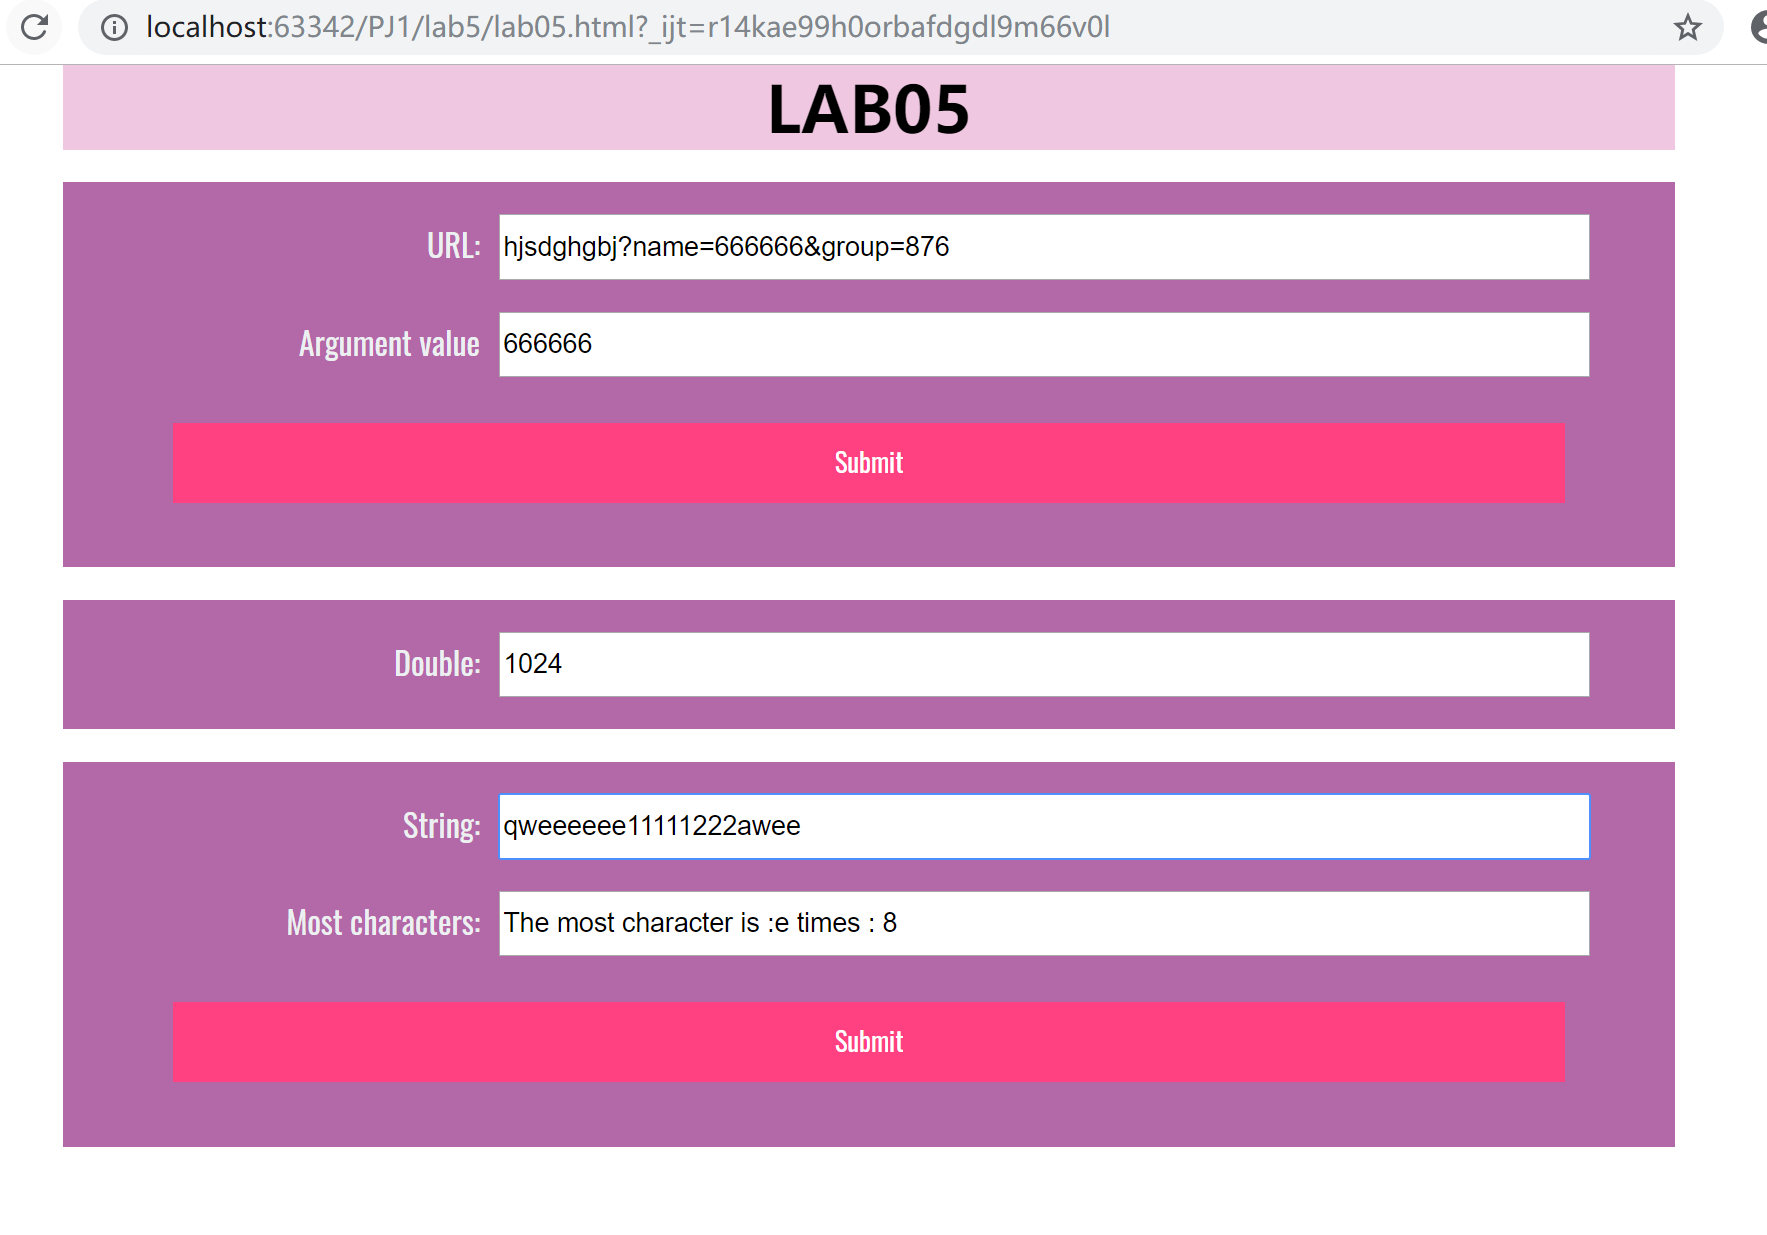 localhost:63342/PJ1/lab5/lab05.html?_ijt=r14kae99h0orbafdgdl9m66v0l
LAB05
URL: hjsdghgbj?name=666666&group=876
Argument value 666666
Submit
Double: 1024
String: qweeeeee11111222awee
Most characters: The most character is :e times : 8
Submit